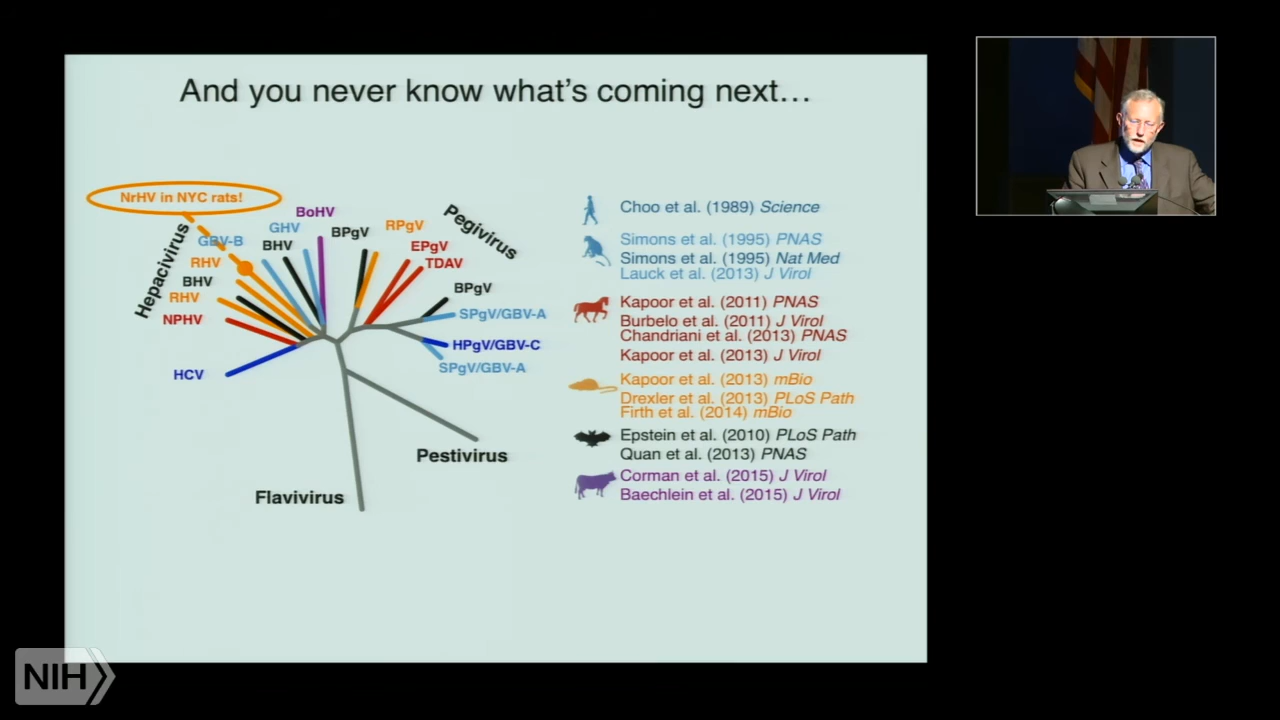 And you never know what's coming next…
NrHV in NYC rats!
Hepacivirus
GBV-B
RHV
BHV
RHV
NPHV
HCV
GHV
BHV
BoHV
BPgV
RPgV
EPgV
TDAV
Pegivirus
BPgV
SPgV/GBV-A
HPgV/GBV-C
SPgV/GBV-A
Pestivirus
Flavivirus
Choo et al. (1989) Science
Simons et al. (1995) PNAS
Simons et al. (1995) Nat Med
Lauck et al. (2013) J Virol
Kapoor et al. (2011) PNAS
Burbelo et al. (2011) J Virol
Chandriani et al. (2013) PNAS
Kapoor et al. (2013) J Virol
Kapoor et al. (2013) mBio
Drexler et al. (2013) PLoS Path
Firth et al. (2014) mBio
Epstein et al. (2010) PLoS Path
Quan et al. (2013) PNAS
Corman et al. (2015) J Virol
Baechlein et al. (2015) J Virol
NIH